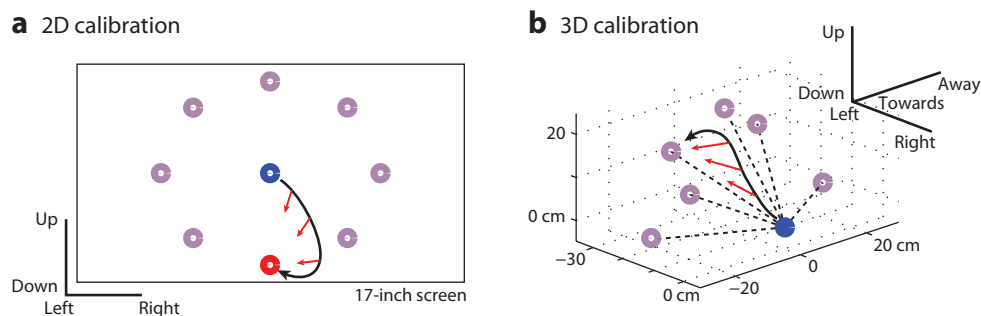 a 2D calibration
Up
Down
Left
Right
17-inch screen
b 3D calibration
Up
Down
Left
Towards
Away
Right
20
0 cm
−30
0 cm
−20
0
20 cm